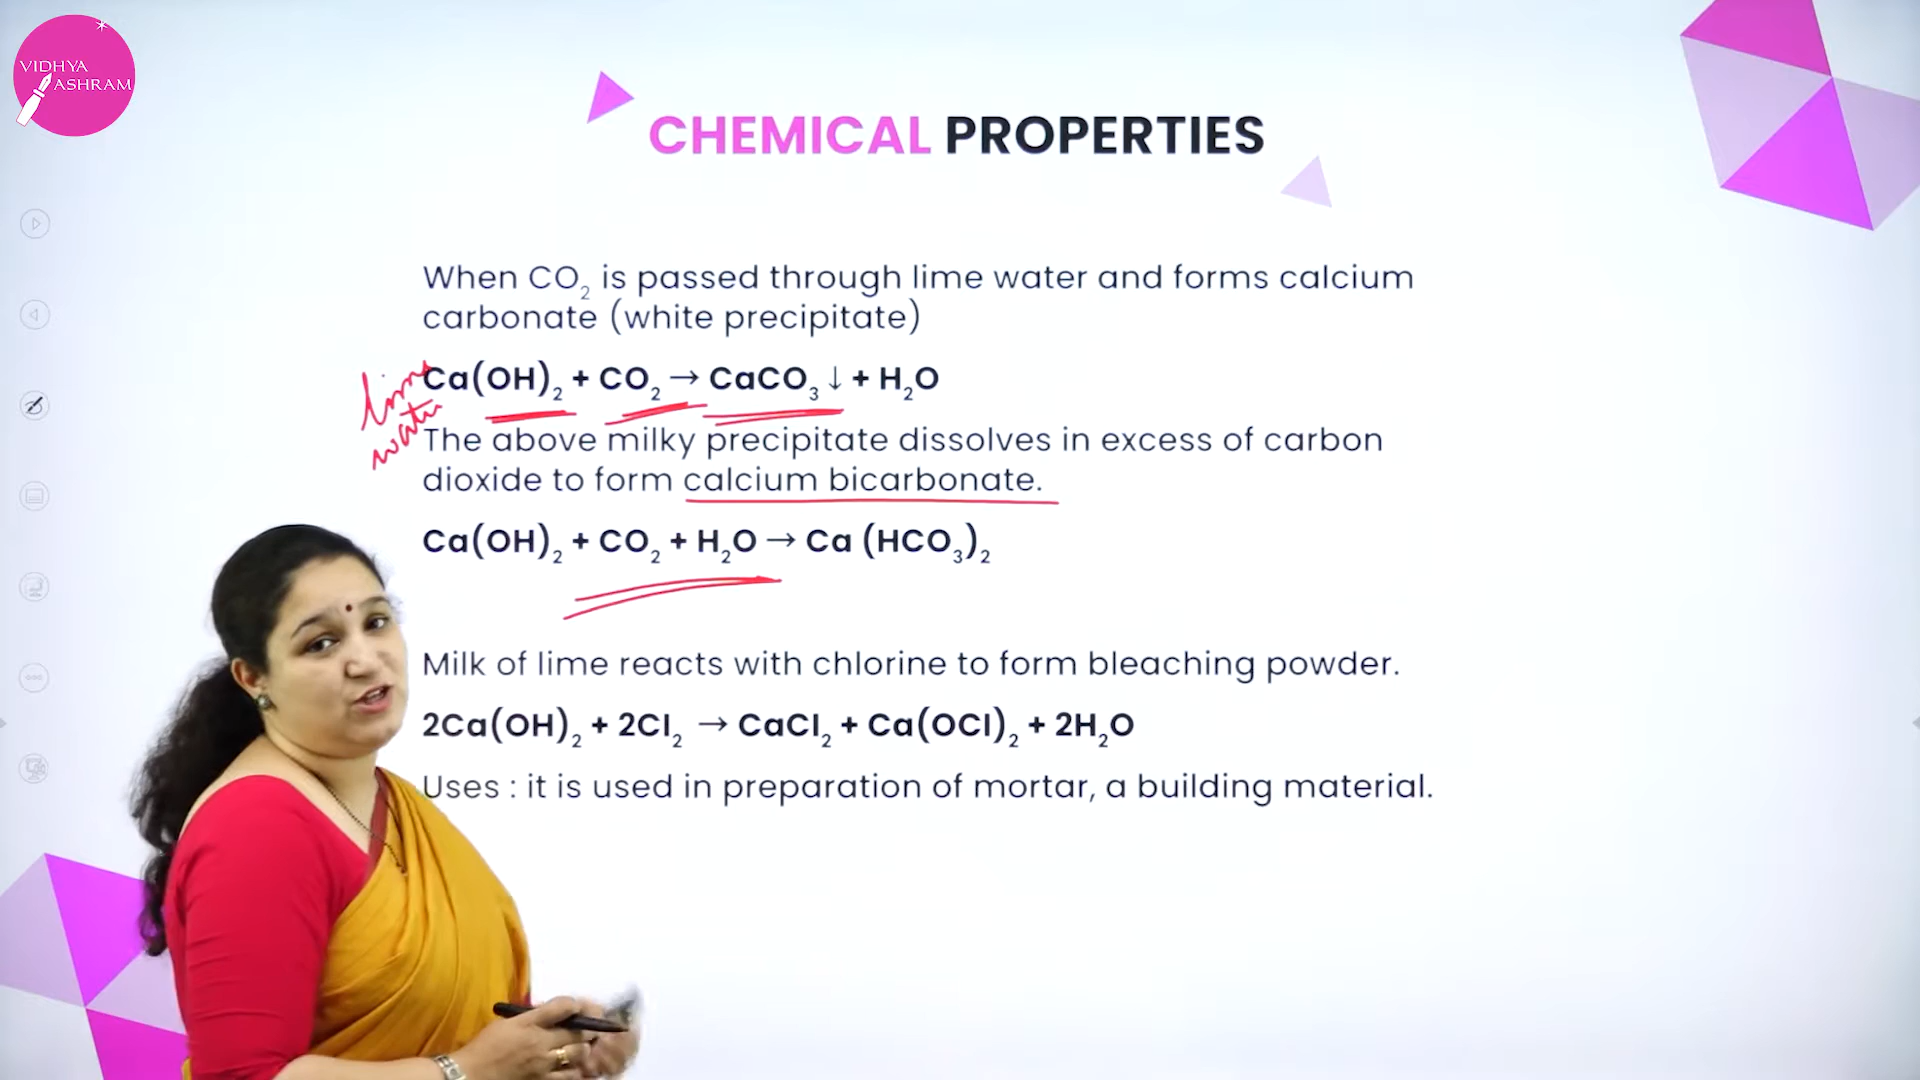 VIDHYA
ASHRAM
CHEMICAL PROPERTIES
When CO₂ is passed through lime water and forms calcium
carbonate (white precipitate)
lime
Ca(OH)₂ + CO₂ → CaCO₃↓ + H₂O
water
The above milky precipitate dissolves in excess of carbon
dioxide to form calcium bicarbonate.
Ca(OH)₂ + CO₂ + H₂O → Ca (HCO₃)₂
Milk of lime reacts with chlorine to form bleaching powder.
2Ca(OH)₂ + 2Cl₂ → CaCl₂ + Ca(OCl)₂ + 2H₂O
Uses : it is used in preparation of mortar, a building material.